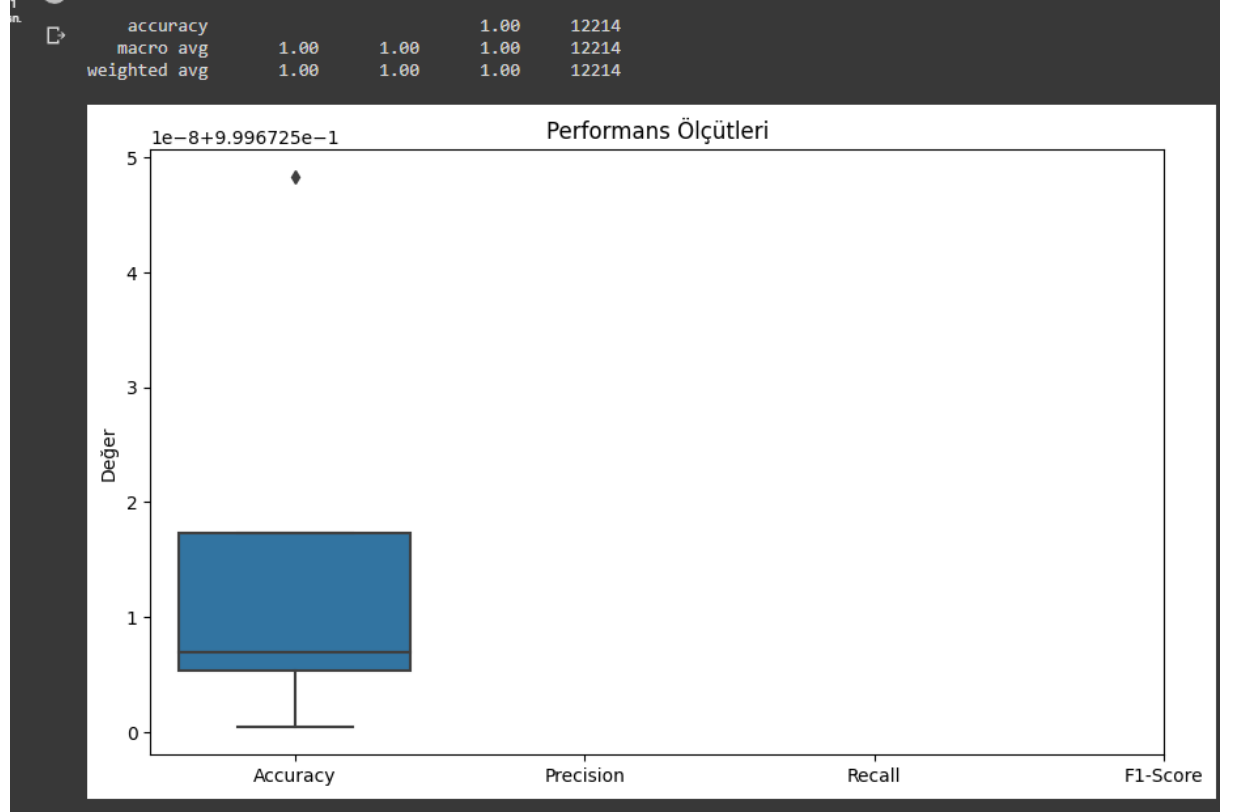 accuracy 1.00 12214
macro avg 1.00 1.00 1.00 12214
weighted avg 1.00 1.00 1.00 12214
Performans Ölçütleri
1e−8+9.996725e−1
5
4
3
2
1
0
Değer
Accuracy Precision Recall F1-Score